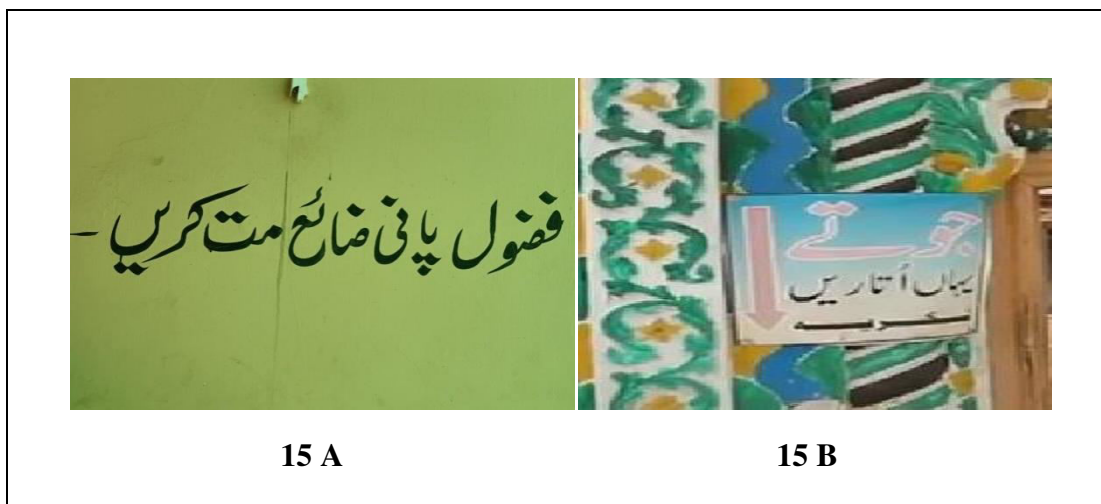 فضول پانی ضائع مت کریں ۔
جوتے
یہاں اُتاریں
شکریہ
15 A
15 B